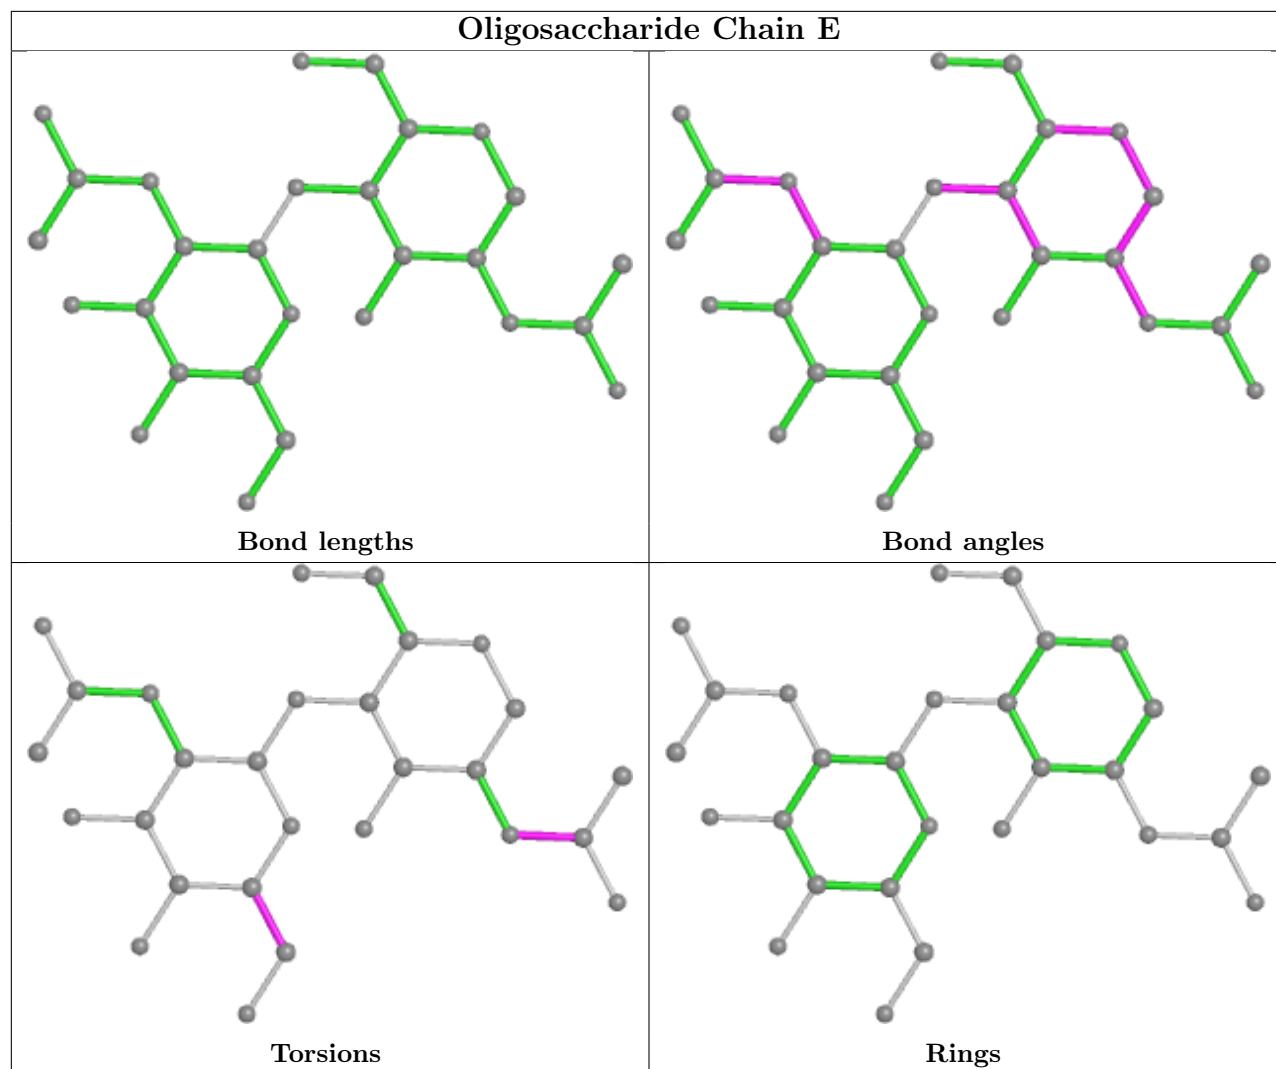 Oligosaccharide Chain E
Bond lengths
Bond angles
Torsions
Rings